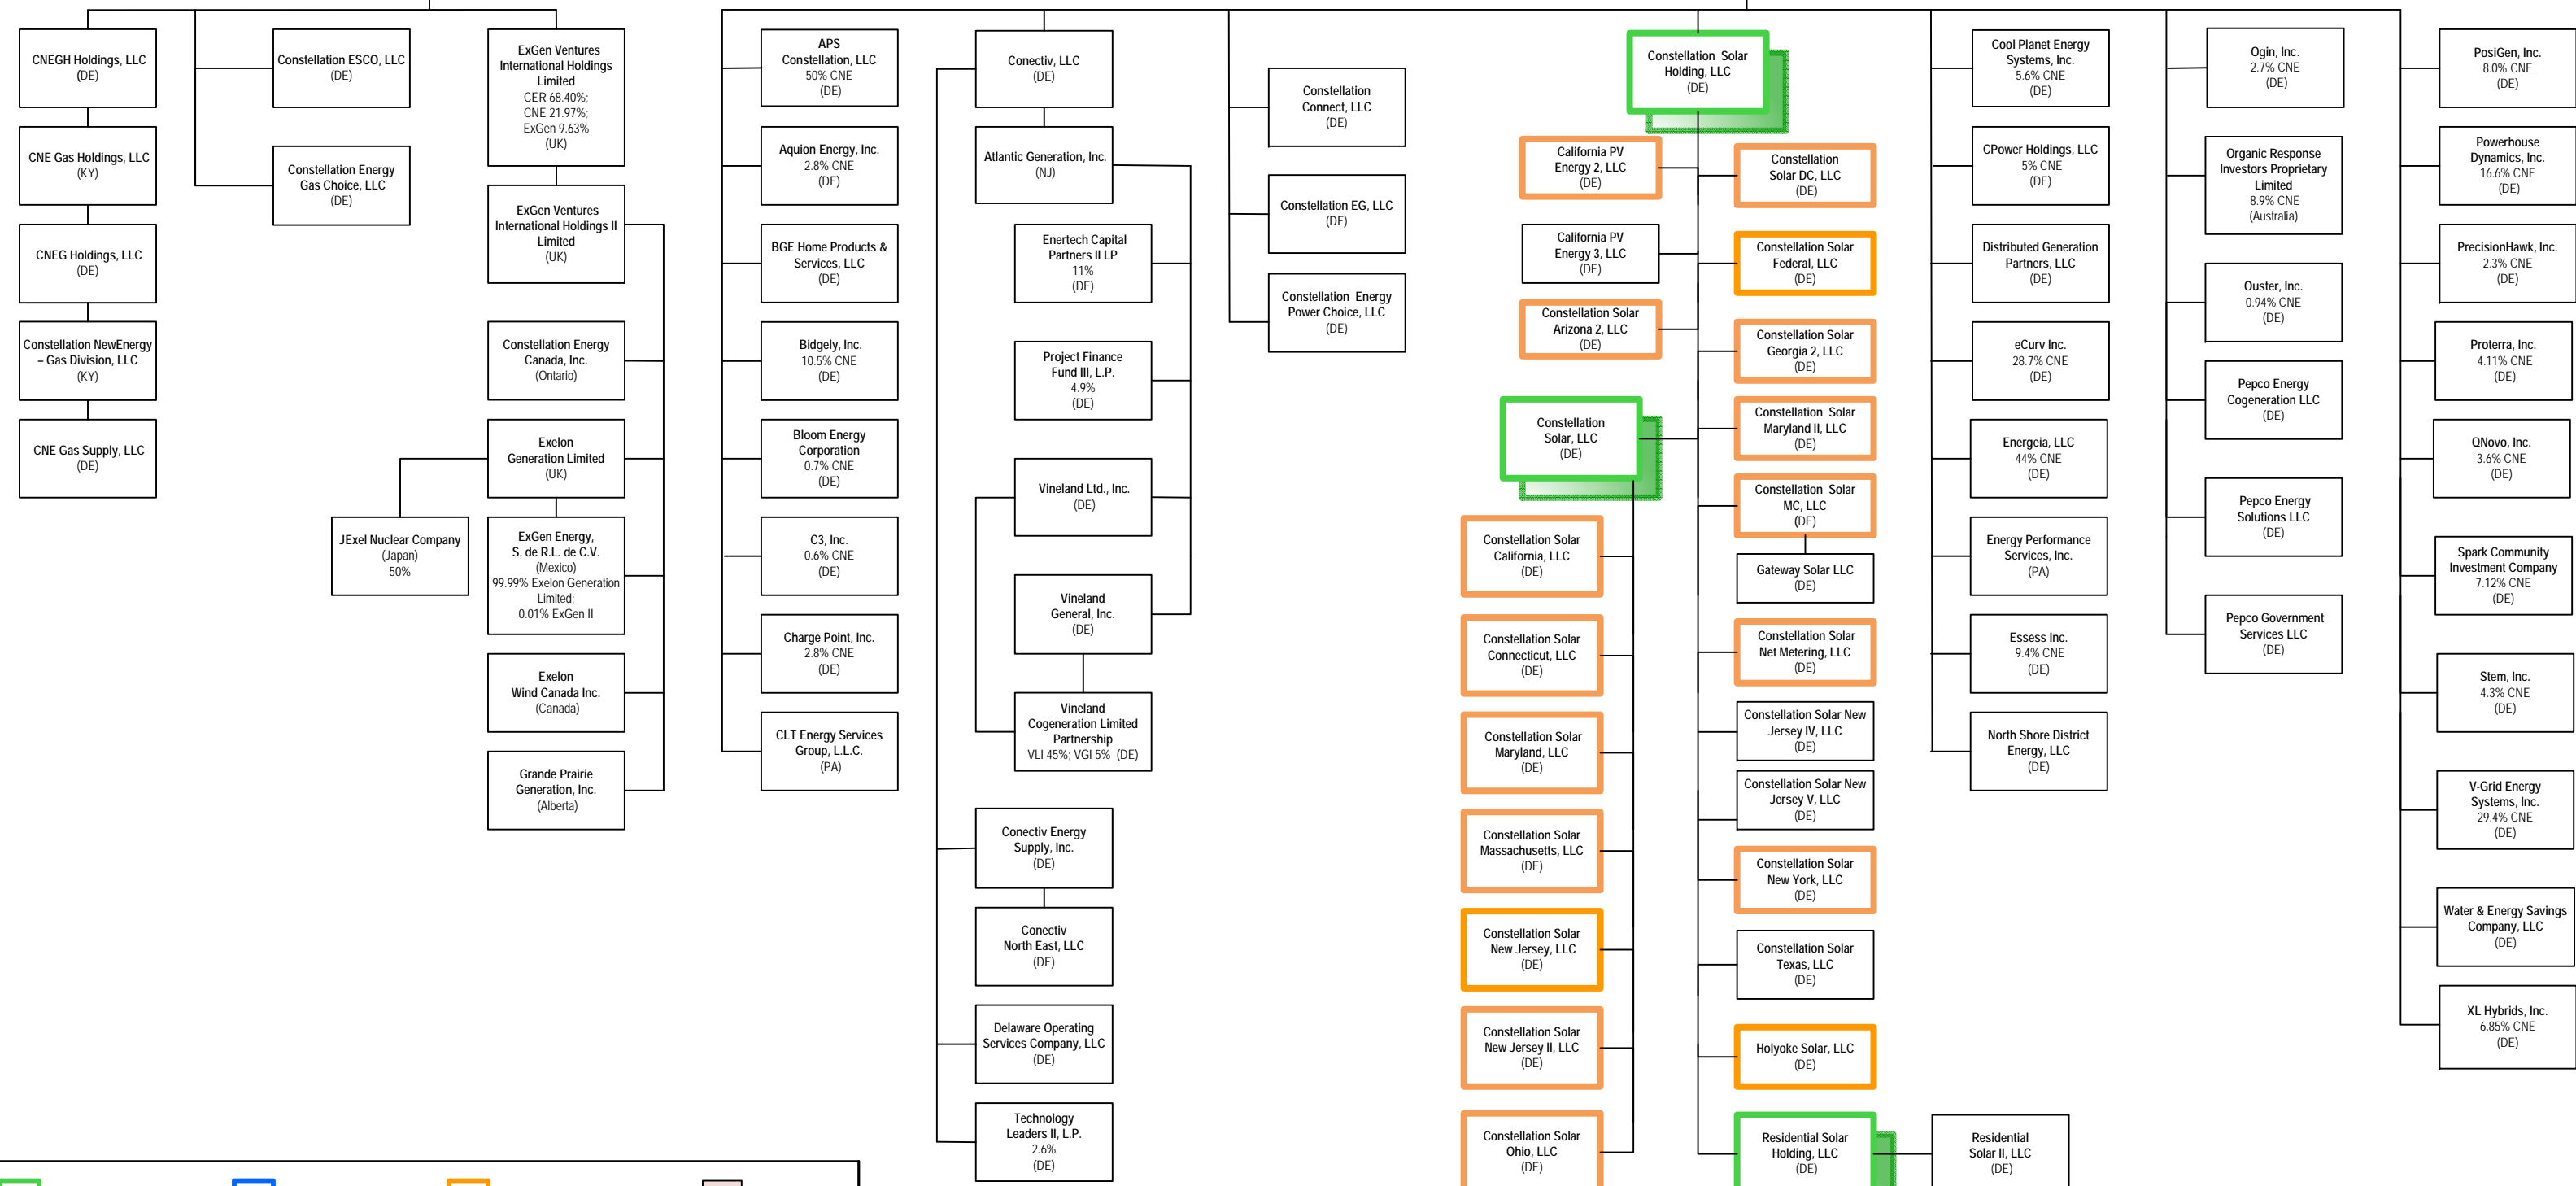 CNEGH Holdings, LLC
(DE)
CNE Gas Holdings, LLC
(KY)
CNEG Holdings, LLC
(DE)
Constellation NewEnergy
– Gas Division, LLC
(KY)
CNE Gas Supply, LLC
(DE)
Constellation ESCO, LLC
(DE)
Constellation Energy
Gas Choice, LLC
(DE)
ExGen Ventures
International Holdings
Limited
CER 68.40%;
CNE 21.97%;
ExGen 9.63%
(UK)
ExGen Ventures
International Holdings II
Limited
(UK)
Constellation Energy
Canada, Inc.
(Ontario)
Exelon
Generation Limited
(UK)
JExel Nuclear Company
(Japan)
50%
ExGen Energy,
S. de R.L. de C.V.
(Mexico)
99.99% Exelon Generation
Limited;
0.01% ExGen II
Exelon
Wind Canada Inc.
(Canada)
Grande Prairie
Generation, Inc.
(Alberta)
APS
Constellation, LLC
50% CNE
(DE)
Aquion Energy, Inc.
2.8% CNE
(DE)
BGE Home Products &
Services, LLC
(DE)
Bidgely, Inc.
10.5% CNE
(DE)
Bloom Energy
Corporation
0.7% CNE
(DE)
C3, Inc.
0.6% CNE
(DE)
Charge Point, Inc.
2.8% CNE
(DE)
CLT Energy Services
Group, L.L.C.
(PA)
Conectiv, LLC
(DE)
Atlantic Generation, Inc.
(NJ)
Enertech Capital
Partners II LP
11%
(DE)
Project Finance
Fund III, L.P.
4.9%
(DE)
Vineland Ltd., Inc.
(DE)
Vineland
General, Inc.
(DE)
Vineland
Cogeneration Limited
Partnership
VLI 45%; VGI 5% (DE)
Conectiv Energy
Supply, Inc.
(DE)
Conectiv
North East, LLC
(DE)
Delaware Operating
Services Company, LLC
(DE)
Technology
Leaders II, L.P.
2.6%
(DE)
Constellation
Connect, LLC
(DE)
Constellation EG, LLC
(DE)
Constellation Energy
Power Choice, LLC
(DE)
Constellation Solar
Holding, LLC
(DE)
California PV
Energy 2, LLC
(DE)
California PV
Energy 3, LLC
(DE)
Constellation Solar
Arizona 2, LLC
(DE)
Constellation
Solar, LLC
(DE)
Constellation Solar
California, LLC
(DE)
Constellation Solar
Connecticut, LLC
(DE)
Constellation Solar
Maryland, LLC
(DE)
Constellation Solar
Massachusetts, LLC
(DE)
Constellation Solar
New Jersey, LLC
(DE)
Constellation Solar
New Jersey II, LLC
(DE)
Constellation Solar
Ohio, LLC
(DE)
Constellation
Solar DC, LLC
(DE)
Constellation Solar
Federal, LLC
(DE)
Constellation Solar
Georgia 2, LLC
(DE)
Constellation Solar
Maryland II, LLC
(DE)
Constellation Solar
MC, LLC
(DE)
Gateway Solar LLC
(DE)
Constellation Solar
Net Metering, LLC
(DE)
Constellation Solar New
Jersey IV, LLC
(DE)
Constellation Solar New
Jersey V, LLC
(DE)
Constellation Solar
New York, LLC
(DE)
Constellation Solar
Texas, LLC
(DE)
Holyoke Solar, LLC
(DE)
Residential Solar
Holding, LLC
(DE)
Residential
Solar II, LLC
(DE)
Cool Planet Energy
Systems, Inc.
5.6% CNE
(DE)
CPower Holdings, LLC
5% CNE
(DE)
Distributed Generation
Partners, LLC
(DE)
eCurv Inc.
28.7% CNE
(DE)
Energeia, LLC
44% CNE
(DE)
Energy Performance
Services, Inc.
(PA)
Essess Inc.
9.4% CNE
(DE)
North Shore District
Energy, LLC
(DE)
Ogin, Inc.
2.7% CNE
(DE)
Organic Response
Investors Proprietary
Limited
8.9% CNE
(Australia)
Ouster, Inc.
0.94% CNE
(DE)
Pepco Energy
Cogeneration LLC
(DE)
Pepco Energy
Solutions LLC
(DE)
Pepco Government
Services LLC
(DE)
PosiGen, Inc.
8.0% CNE
(DE)
Powerhouse
Dynamics, Inc.
16.6% CNE
(DE)
PrecisionHawk, Inc.
2.3% CNE
(DE)
Proterra, Inc.
4.11% CNE
(DE)
QNovo, Inc.
3.6% CNE
(DE)
Spark Community
Investment Company
7.12% CNE
(DE)
Stem, Inc.
4.3% CNE
(DE)
V-Grid Energy
Systems, Inc.
29.4% CNE
(DE)
Water & Energy Savings
Company, LLC
(DE)
XL Hybrids, Inc.
6.85% CNE
(DE)